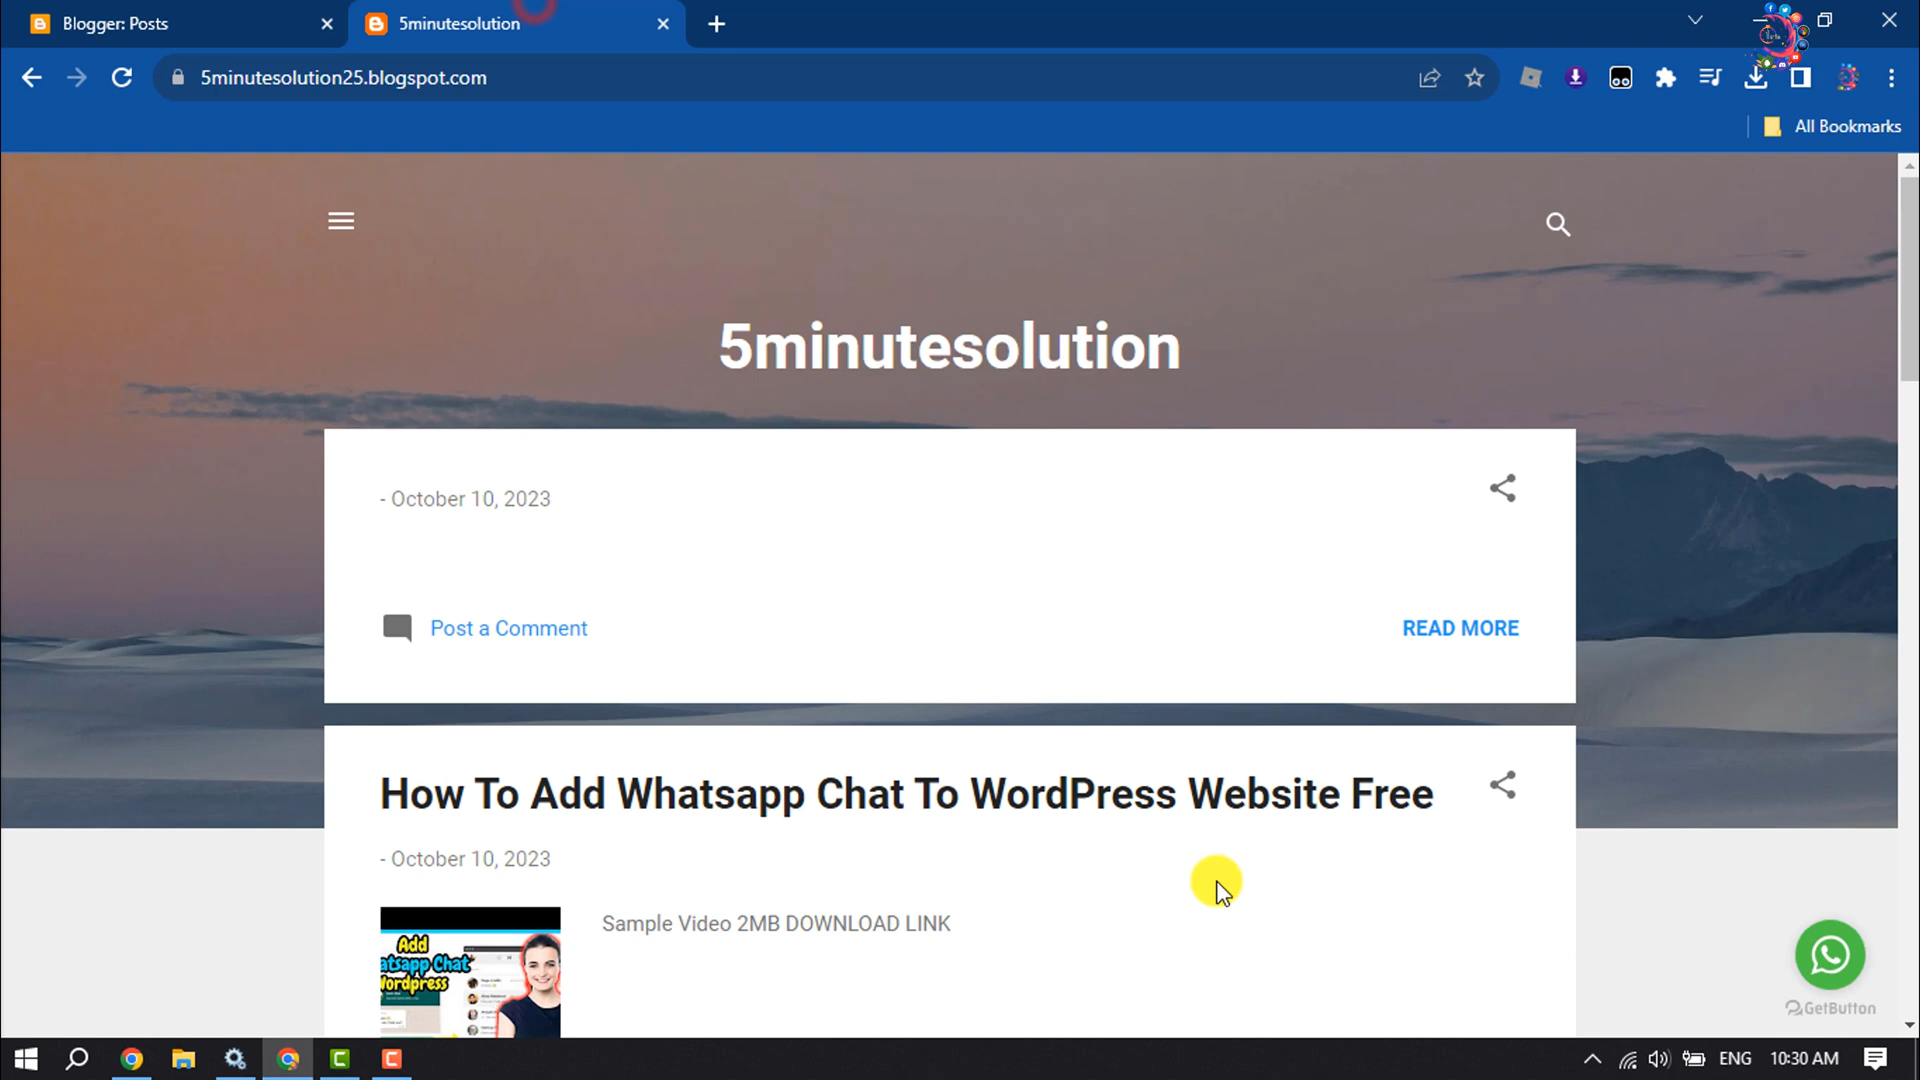 Blogger: Posts
5minutesolution
5minutesolution25.blogspot.com
All Bookmarks
5minutesolution
- October 10, 2023
Post a Comment
READ MORE
How To Add Whatsapp Chat To WordPress Website Free
- October 10, 2023
Sample Video 2MB DOWNLOAD LINK
Add
atsapp Chat
Wordpress
GetButton
ENG
10:30 AM